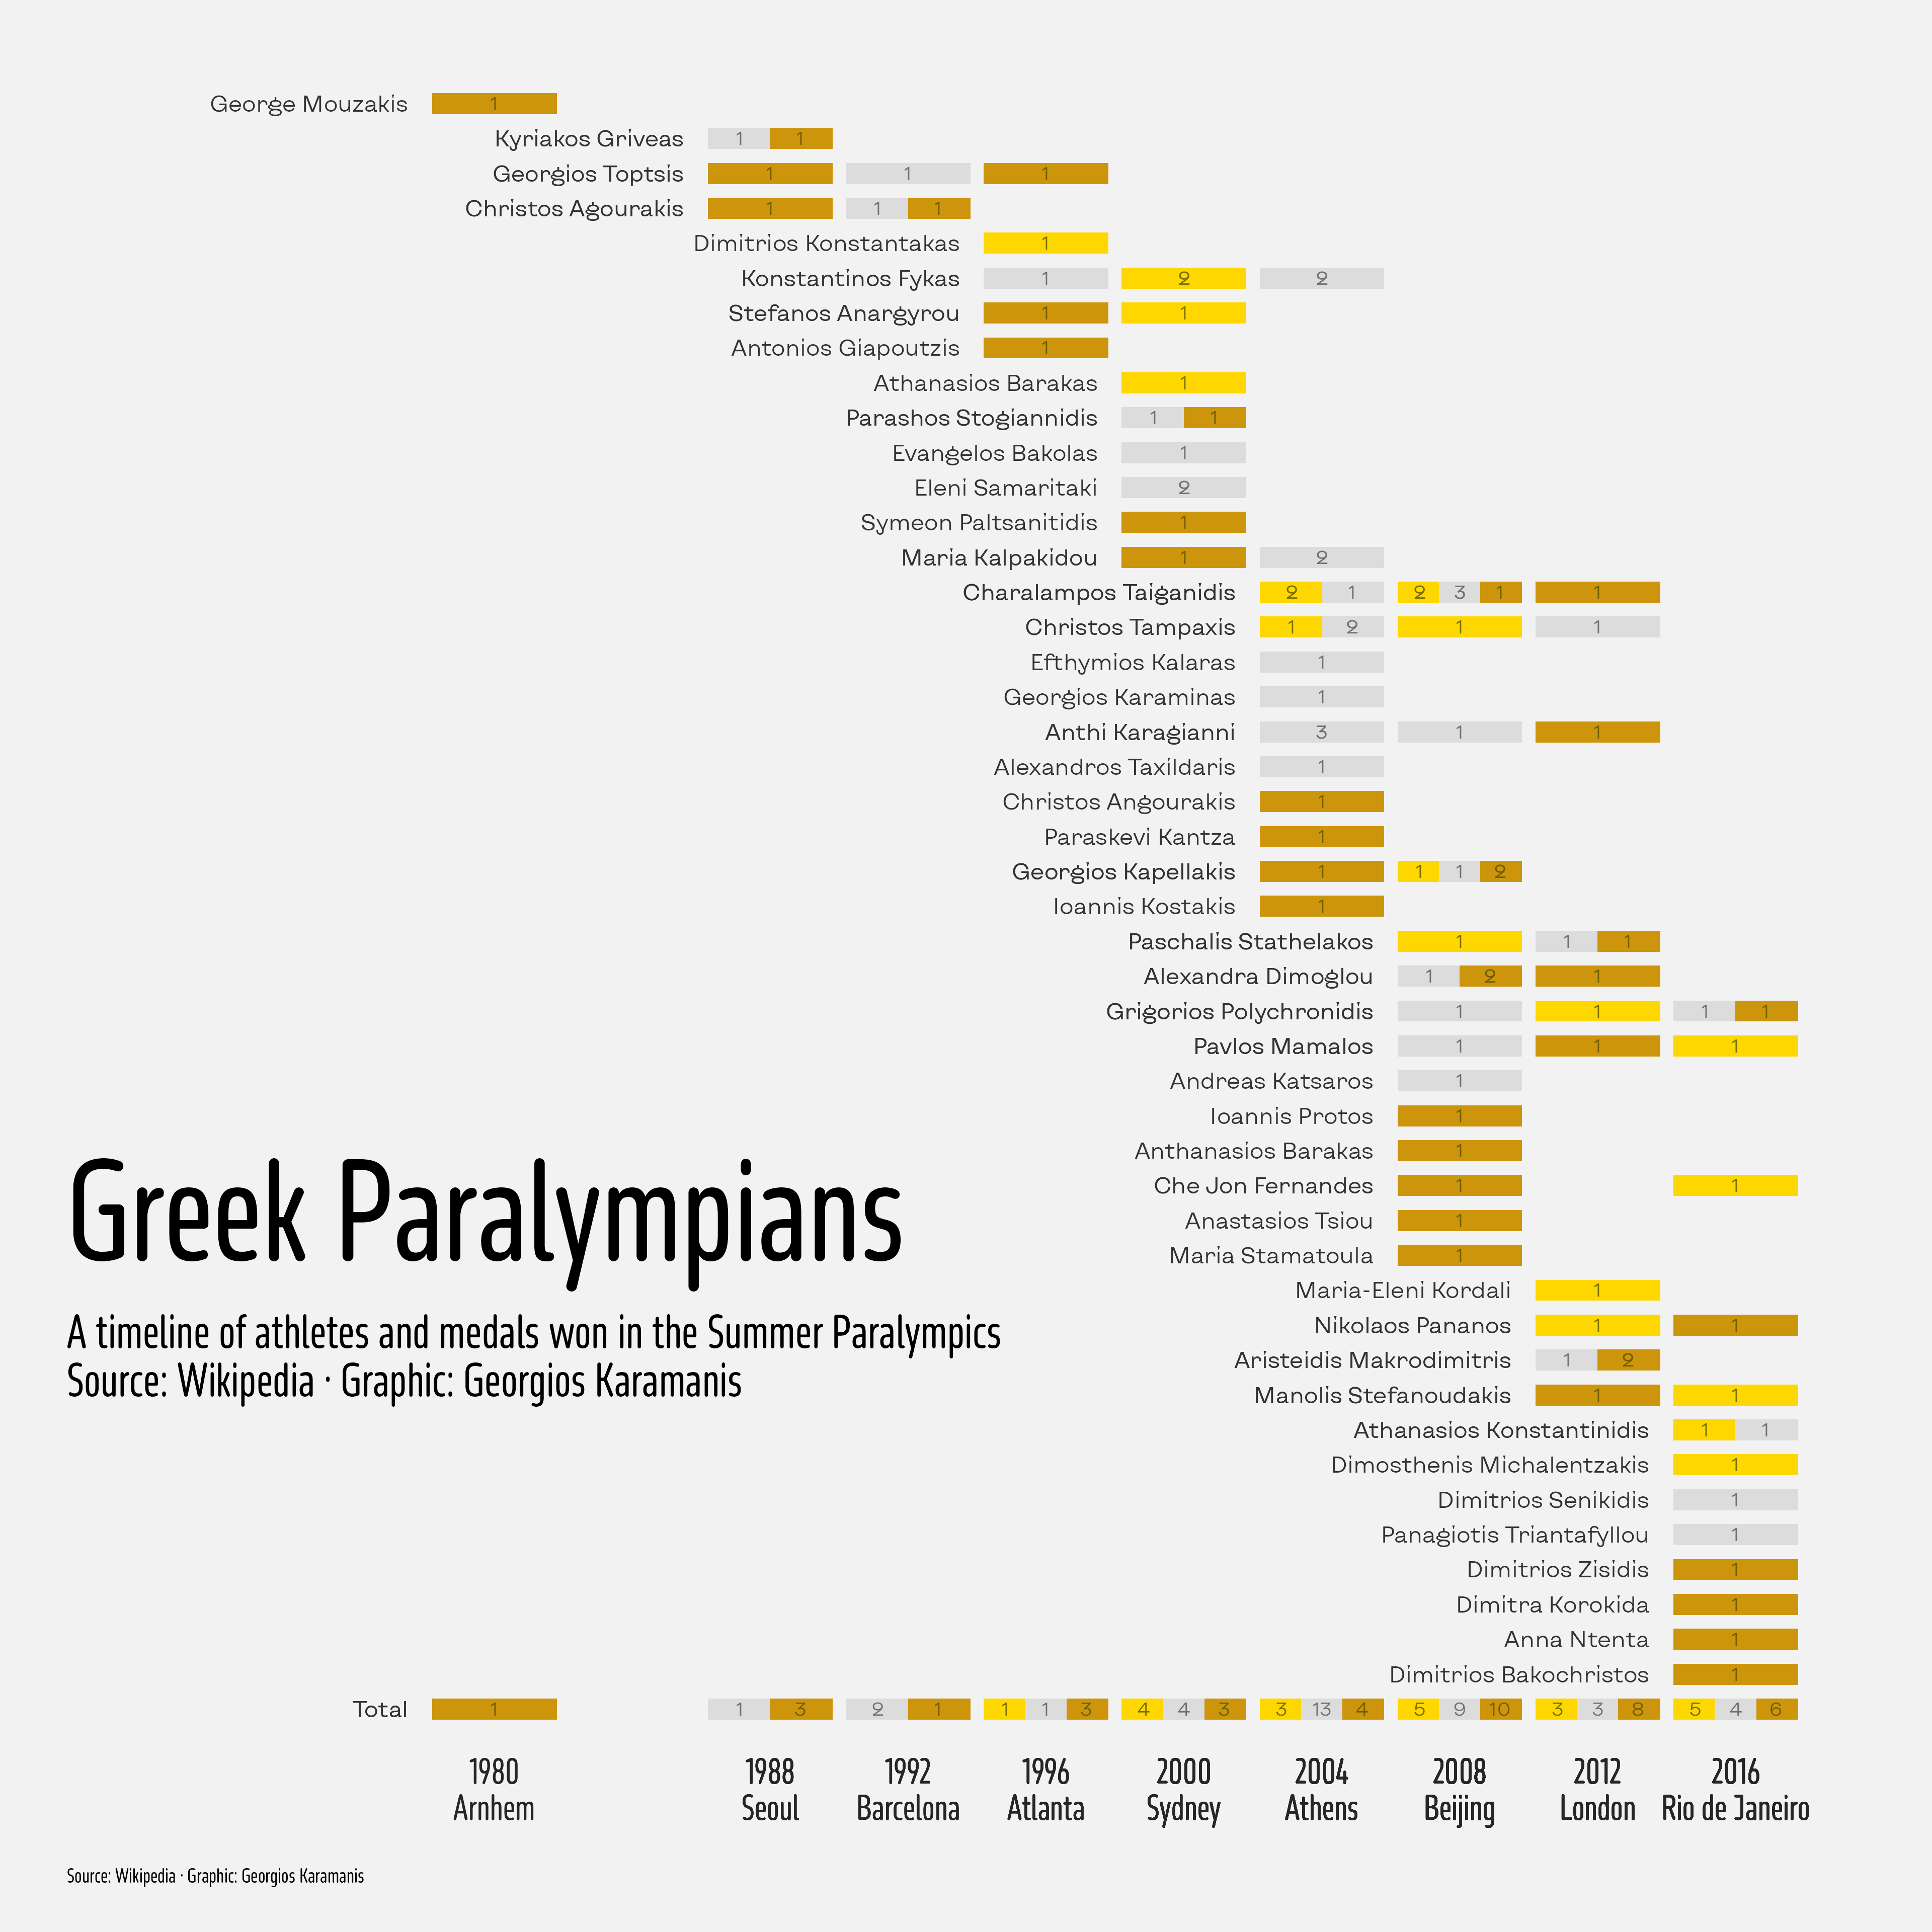 George Mouzakis 1
Kyriakos Griveas 1 1
Georgios Toptsis 1 1 1
Christos Agourakis 1 1 1
Dimitrios Konstantakas 1
Konstantinos Fykas 1 2 2
Stefanos Anargyrou 1 1
Antonios Giapoutzis 1
Athanasios Barakas 1
Parashos Stogiannidis 1 1
Evangelos Bakolas 1
Eleni Samaritaki 2
Symeon Paltsanitidis 1
Maria Kalpakidou 1 2
Charalampos Taiganidis 2 1 2 3 1 1
Christos Tampaxis 1 2 1 1
Efthymios Kalaras 1
Georgios Karaminas 1
Anthi Karagianni 3 1 1
Alexandros Taxildaris 1
Christos Angourakis 1
Paraskevi Kantza 1
Georgios Kapellakis 1 1 1 2
Ioannis Kostakis 1
Paschalis Stathelakos 1 1 1
Alexandra Dimoglou 1 2 1
Grigorios Polychronidis 1 1 1 1
Pavlos Mamalos 1 1 1
Andreas Katsaros 1
Ioannis Protos 1
Anthanasios Barakas 1
Che Jon Fernandes 1 1
Anastasios Tsiou 1
Maria Stamatoula 1
Maria-Eleni Kordali 1
Nikolaos Pananos 1 1
Aristeidis Makrodimitris 1 2
Manolis Stefanoudakis 1 1
Athanasios Konstantinidis 1 1
Dimosthenis Michalentzakis 1
Dimitrios Senikidis 1
Panagiotis Triantafyllou 1
Dimitrios Zisidis 1
Dimitra Korokida 1
Anna Ntenta 1
Dimitrios Bakochristos 1
Total 1 1 3 2 1 1 1 3 4 4 3 3 13 4 5 9 10 3 3 8 5 4 6
1980 1988 1992 1996 2000 2004 2008 2012 2016
Arnhem Seoul Barcelona Atlanta Sydney Athens Beijing London Rio de Janeiro
Greek Paralympians
A timeline of athletes and medals won in the Summer Paralympics
Source: Wikipedia · Graphic: Georgios Karamanis
Source: Wikipedia · Graphic: Georgios Karamanis